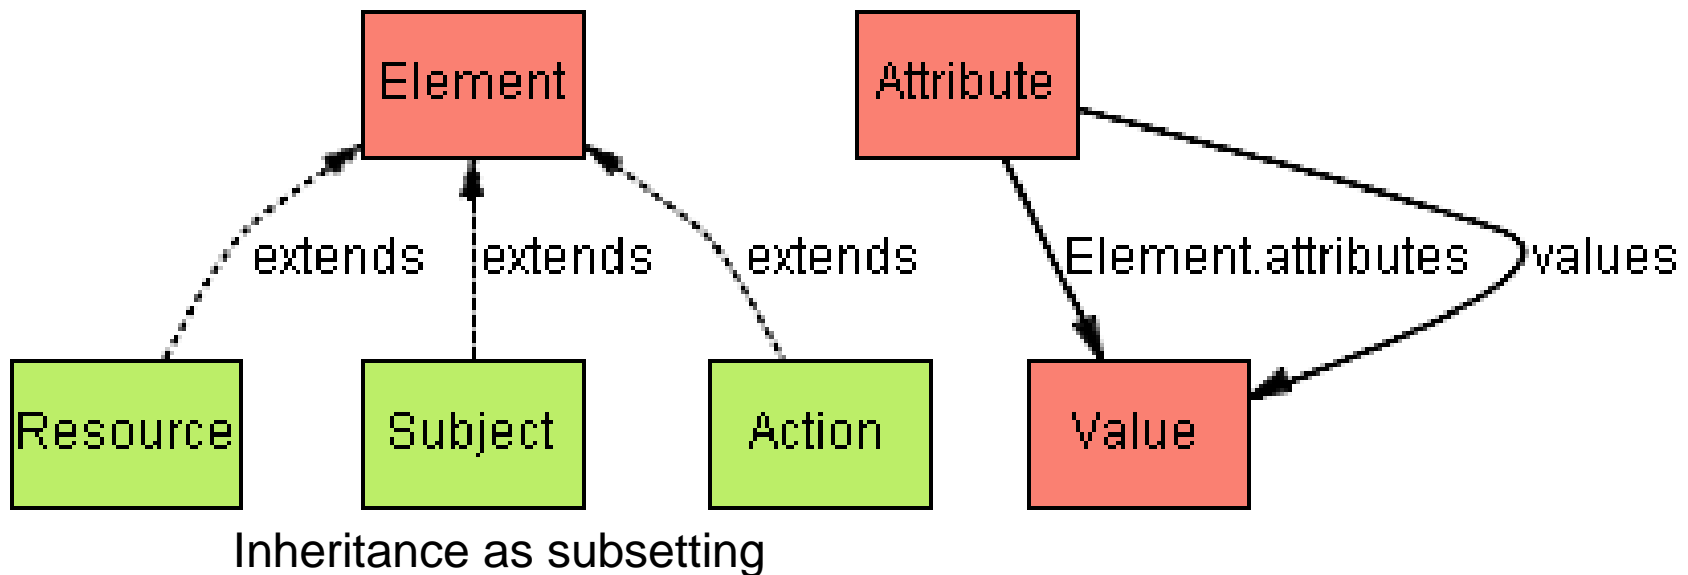 Element Attribute
extends extends extends Element.attributes values
Resource Subject Action Value
Inheritance as subsetting